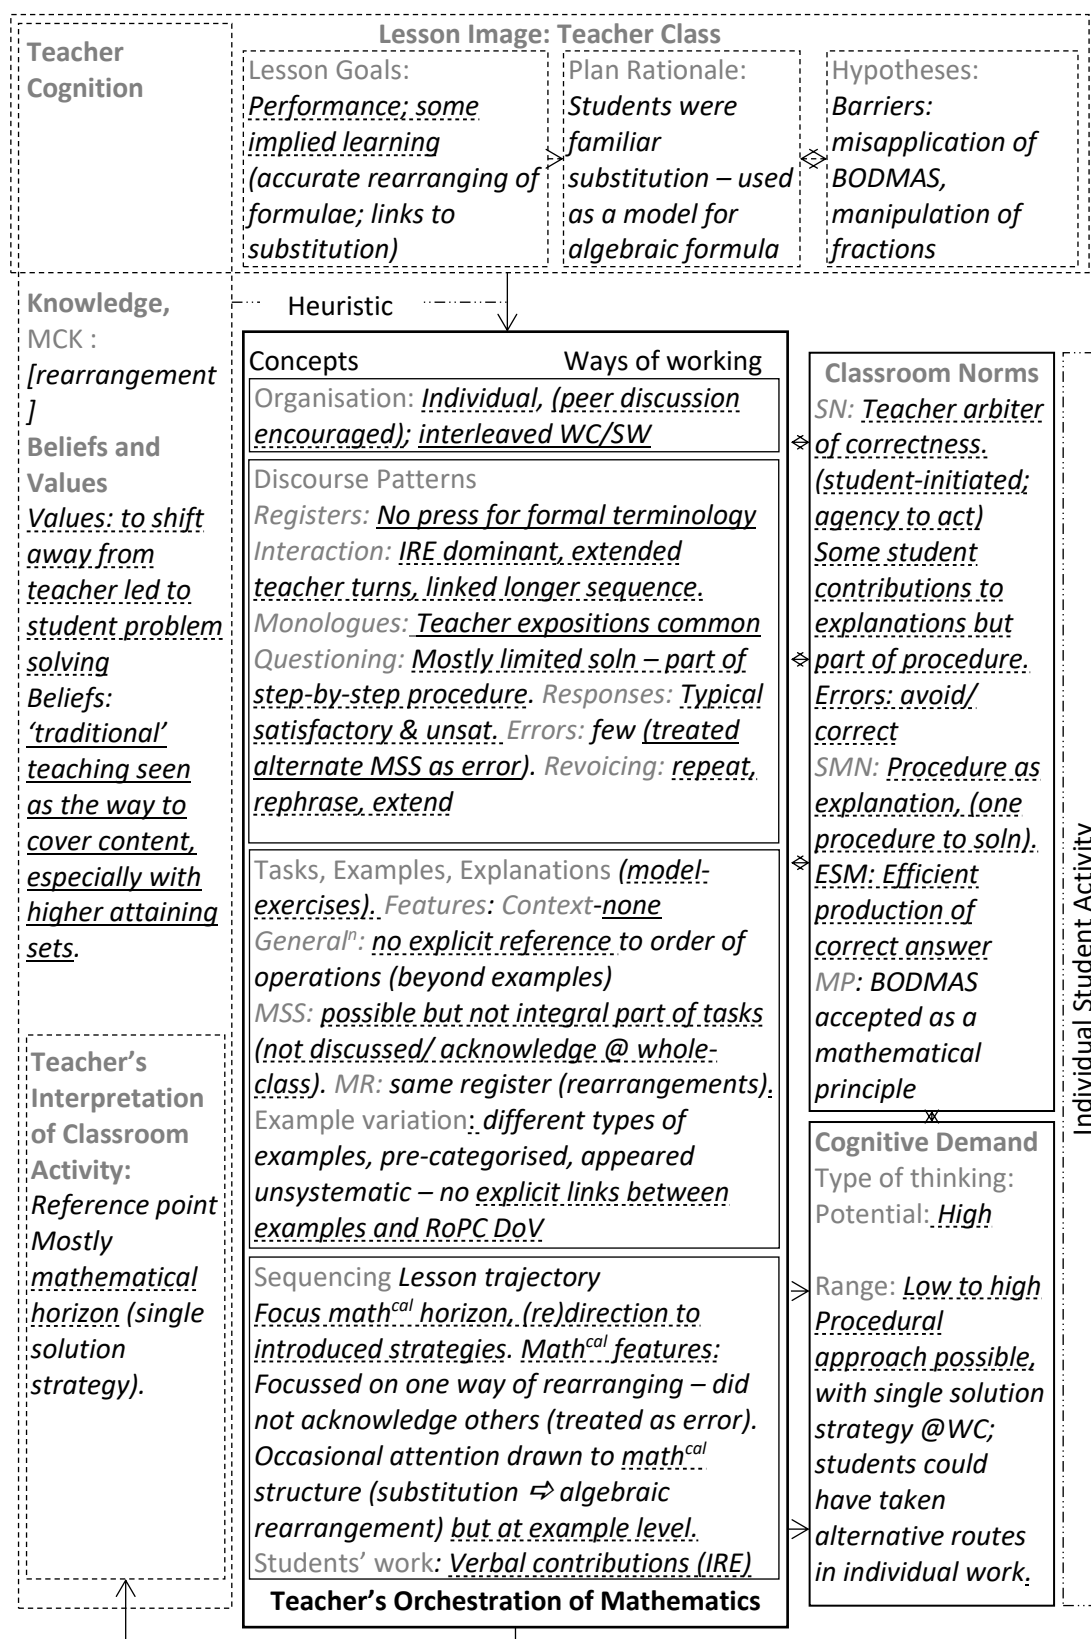 Lesson Image: Teacher Class
Teacher
Cognition
Lesson Goals:
Performance; some
implied learning
(accurate rearranging of
formulae; links to
substitution)
Plan Rationale:
Students were
familiar
substitution – used
as a model for
algebraic formula
Hypotheses:
Barriers:
misapplication of
BODMAS,
manipulation of
fractions
Knowledge,
MCK :
[rearrangement
]
Beliefs and
Values
Values: to shift
away from
teacher led to
student problem
solving
Beliefs:
‘traditional’
teaching seen
as the way to
cover content,
especially with
higher attaining
sets.
Teacher’s
Interpretation
of Classroom
Activity:
Reference point
Mostly
mathematical
horizon (single
solution
strategy).
Heuristic
Concepts Ways of working
Organisation: Individual, (peer discussion
encouraged); interleaved WC/SW
Discourse Patterns
Registers: No press for formal terminology
Interaction: IRE dominant, extended
teacher turns, linked longer sequence.
Monologues: Teacher expositions common
Questioning: Mostly limited soln – part of
step-by-step procedure. Responses: Typical
satisfactory & unsat. Errors: few (treated
alternate MSS as error). Revoicing: repeat,
rephrase, extend
Tasks, Examples, Explanations (model-
exercises). Features: Context-none
Generalⁿ: no explicit reference to order of
operations (beyond examples)
MSS: possible but not integral part of tasks
(not discussed/ acknowledge @ whole-
class). MR: same register (rearrangements).
Example variation: different types of
examples, pre-categorised, appeared
unsystematic – no explicit links between
examples and RoPC DoV
Sequencing Lesson trajectory
Focus math^cal horizon, (re)direction to
introduced strategies. Math^cal features:
Focussed on one way of rearranging – did
not acknowledge others (treated as error).
Occasional attention drawn to math^cal
structure (substitution ⇨ algebraic
rearrangement) but at example level.
Students’ work: Verbal contributions (IRE)
Teacher’s Orchestration of Mathematics
Classroom Norms
SN: Teacher arbiter
of correctness.
(student-initiated;
agency to act)
Some student
contributions to
explanations but
part of procedure.
Errors: avoid/
correct
SMN: Procedure as
explanation, (one
procedure to soln).
ESM: Efficient
production of
correct answer
MP: BODMAS
accepted as a
mathematical
principle
Cognitive Demand
Type of thinking:
Potential: High
Range: Low to high
Procedural
approach possible,
with single solution
strategy @WC;
students could
have taken
alternative routes
in individual work.
Individual Student Activity